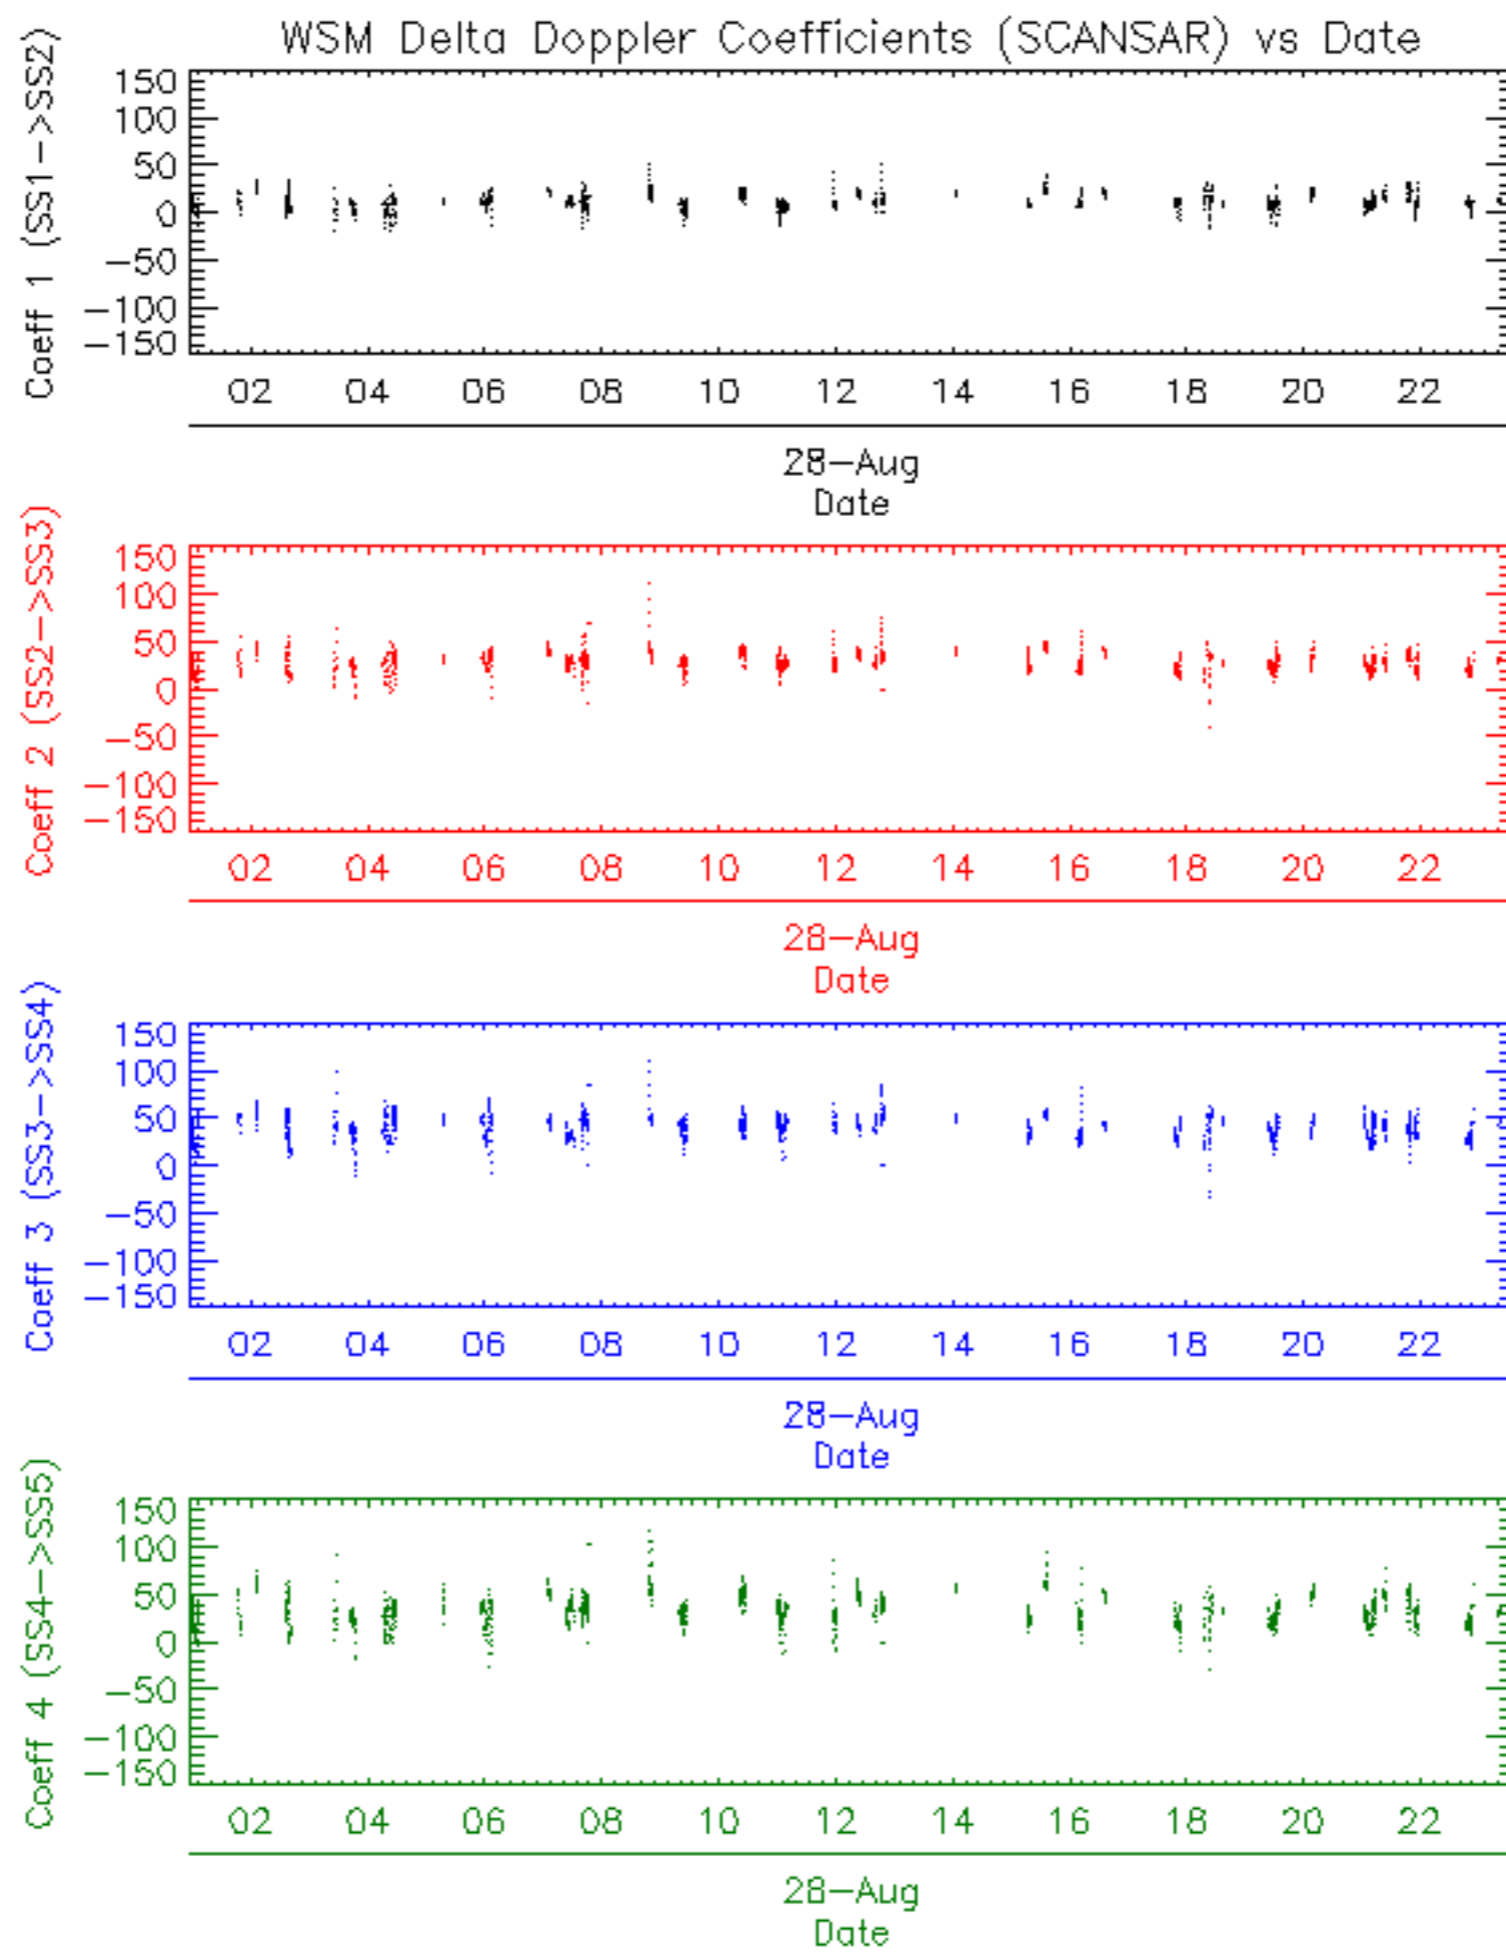 WSM Delta Doppler Coefficients (SCANSAR) vs Date
Coeff 1 (SS1->SS2)
150
100
50
0
-50
-100
-150
02 04 06 08 10 12 14 16 18 20 22
28-Aug
Date
Coeff 2 (SS2->SS3)
150
100
50
0
-50
-100
-150
02 04 06 08 10 12 14 16 18 20 22
28-Aug
Date
Coeff 3 (SS3->SS4)
150
100
50
0
-50
-100
-150
02 04 06 08 10 12 14 16 18 20 22
28-Aug
Date
Coeff 4 (SS4->SS5)
150
100
50
0
-50
-100
-150
02 04 06 08 10 12 14 16 18 20 22
28-Aug
Date